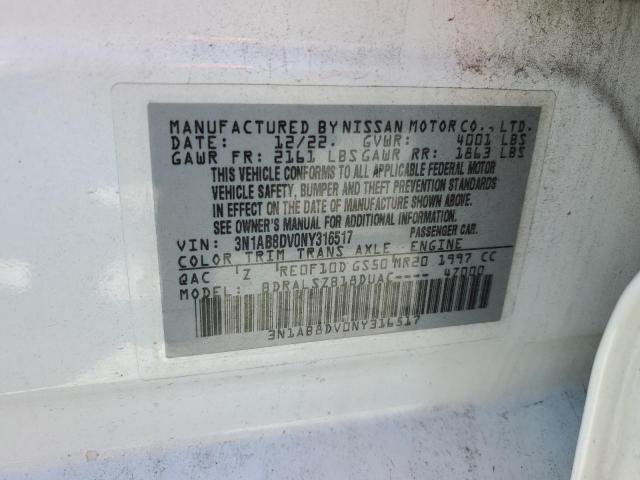 MANUFACTURED BY NISSAN MOTOR CO., LTD.
DATE: 12/22. GVWR: 4001 LBS
GAWR FR: 2161 LBS GAWR RR: 1863 LBS
THIS VEHICLE CONFORMS TO ALL APPLICABLE FEDERAL MOTOR
VEHICLE SAFETY, BUMPER AND THEFT PREVENTION STANDARDS
IN EFFECT ON THE DATE OF MANUFACTURE SHOWN ABOVE.
SEE OWNER'S MANUAL FOR ADDITIONAL INFORMATION.
VIN: 3N1AB8DV0NY316517 PASSENGER CAR.
COLOR TRIM TRANS AXLE ENGINE
QAC Z RE0F10D GS50 MR20 1997 CC
BDRALSZB18DUAC---- 4Z000
3N1AB8DV0NY316517